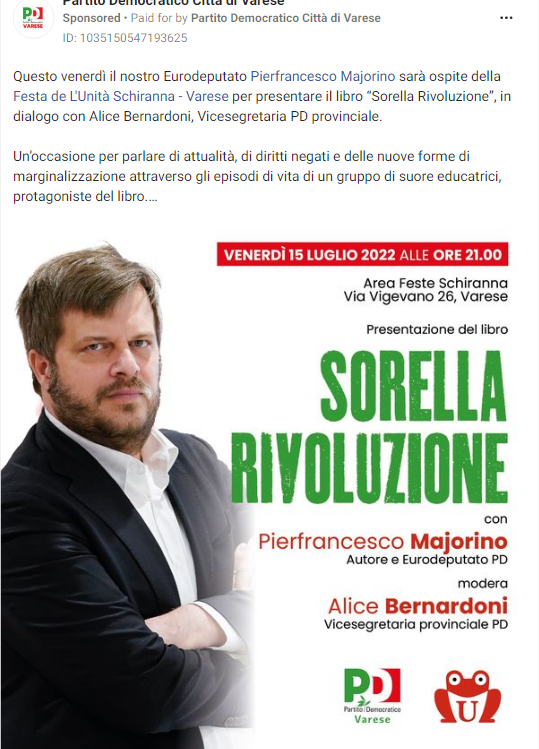 Partito Democratico Città di Varese
Sponsored • Paid for by Partito Democratico Città di Varese
ID: 1035150547193625
Questo venerdì il nostro Eurodeputato Pierfrancesco Majorino sarà ospite della
Festa de L'Unità Schiranna - Varese per presentare il libro “Sorella Rivoluzione”, in
dialogo con Alice Bernardoni, Vicesegretaria PD provinciale.
Un’occasione per parlare di attualità, di diritti negati e delle nuove forme di
marginalizzazione attraverso gli episodi di vita di un gruppo di suore educatrici,
protagoniste del libro....
VENERDÌ 15 LUGLIO 2022 ALLE ORE 21.00
Area Feste Schiranna
Via Vigevano 26, Varese
Presentazione del libro
SORELLA
RIVOLUZIONE
con
Pierfrancesco Majorino
Autore e Eurodeputato PD
modera
Alice Bernardoni
Vicesegretaria provinciale PD
PD
Partito Democratico
Varese
U
PD
VARESE